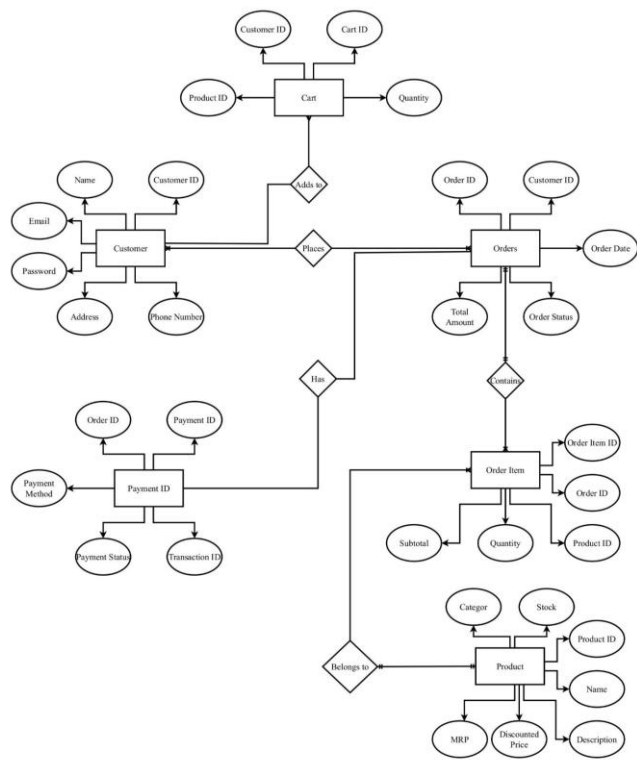 Customer ID
Cart ID
Product ID
Cart
Quantity
Adds to
Name
Customer ID
Email
Customer
Password
Address
Phone Number
Places
Order ID
Customer ID
Orders
Order Date
Total
Amount
Order Status
Has
Contains
Order ID
Payment ID
Payment
Method
Payment ID
Payment Status
Transaction ID
Order Item ID
Order Item
Order ID
Subtotal
Quantity
Product ID
Categor
Stock
Product ID
Belongs to
Product
Name
MRP
Discounted
Price
Description